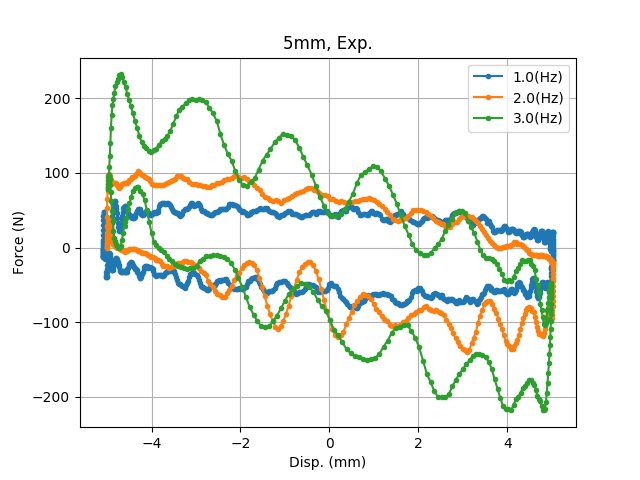 5mm, Exp.
1.0(Hz)
2.0(Hz)
3.0(Hz)
200
100
0
−100
−200
Force (N)
−4 −2 0 2 4
Disp. (mm)